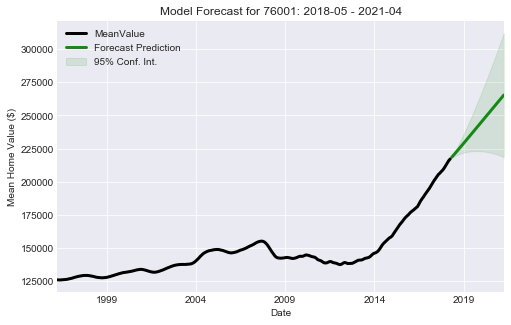 Model Forecast for 76001: 2018-05 - 2021-04
MeanValue
Forecast Prediction
95% Conf. Int.
Mean Home Value ($)
300000
275000
250000
225000
200000
175000
150000
125000
1999 2004 2009 2014 2019
Date